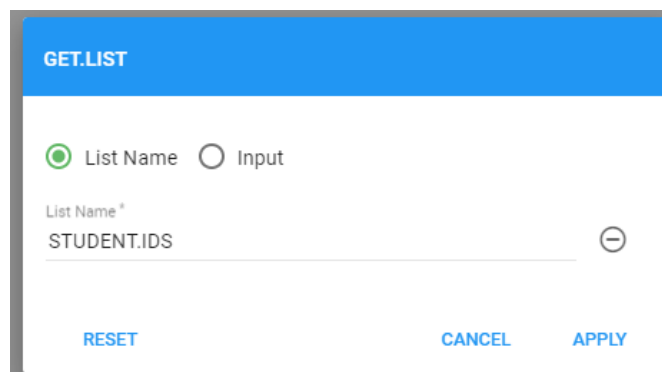 GET.LIST
List Name Input
List Name *
STUDENT.IDS
RESET CANCEL APPLY